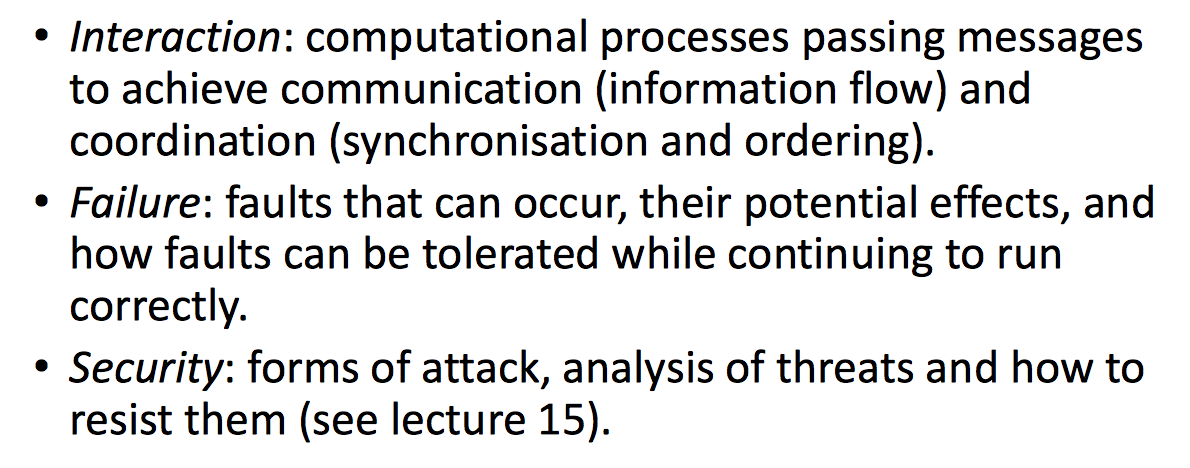 • Interaction: computational processes passing messages
to achieve communication (information flow) and
coordination (synchronisation and ordering).
• Failure: faults that can occur, their potential effects, and
how faults can be tolerated while continuing to run
correctly.
• Security: forms of attack, analysis of threats and how to
resist them (see lecture 15).